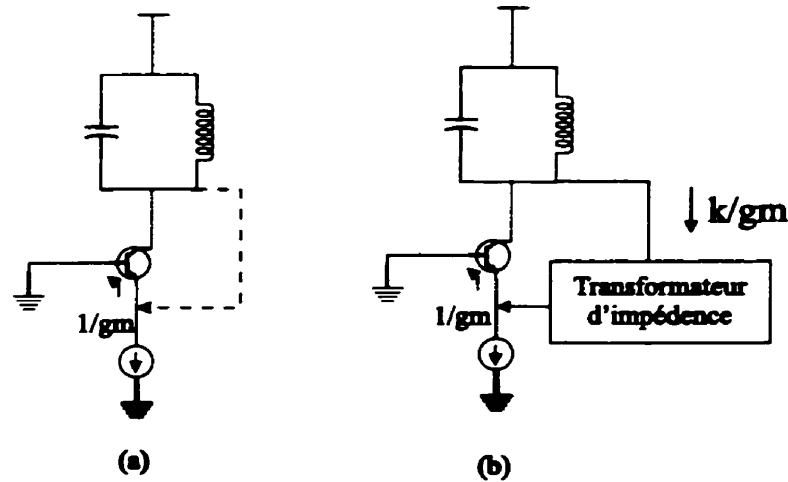 k/gm
Transformateur
d'impédence
1/gm
1/gm
(a)
(b)